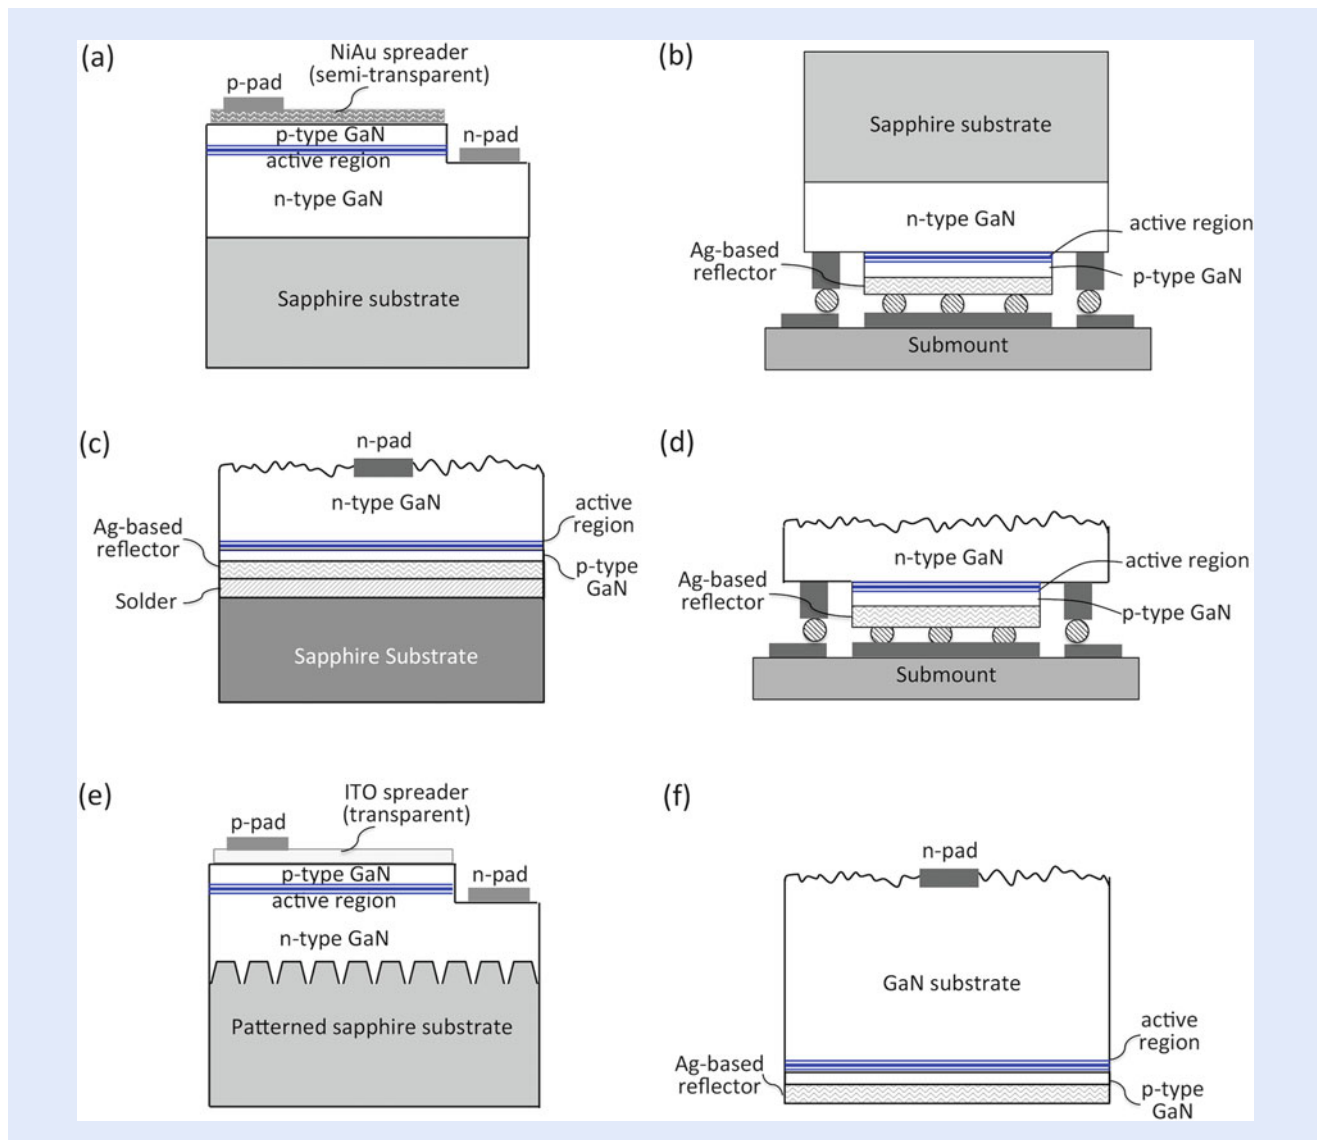 (a)
NiAu spreader
(semi-transparent)
p-pad
p-type GaN
n-pad
active region
n-type GaN
Sapphire substrate
(b)
Sapphire substrate
n-type GaN
active region
Ag-based
reflector
p-type GaN
Submount
(c)
n-pad
n-type GaN
active
region
Ag-based
reflector
p-type
GaN
Solder
Sapphire Substrate
(d)
n-type GaN
active region
Ag-based
reflector
p-type GaN
Submount
(e)
ITO spreader
(transparent)
p-pad
p-type GaN
n-pad
active region
n-type GaN
Patterned sapphire substrate
(f)
n-pad
GaN substrate
active
region
Ag-based
reflector
p-type
GaN